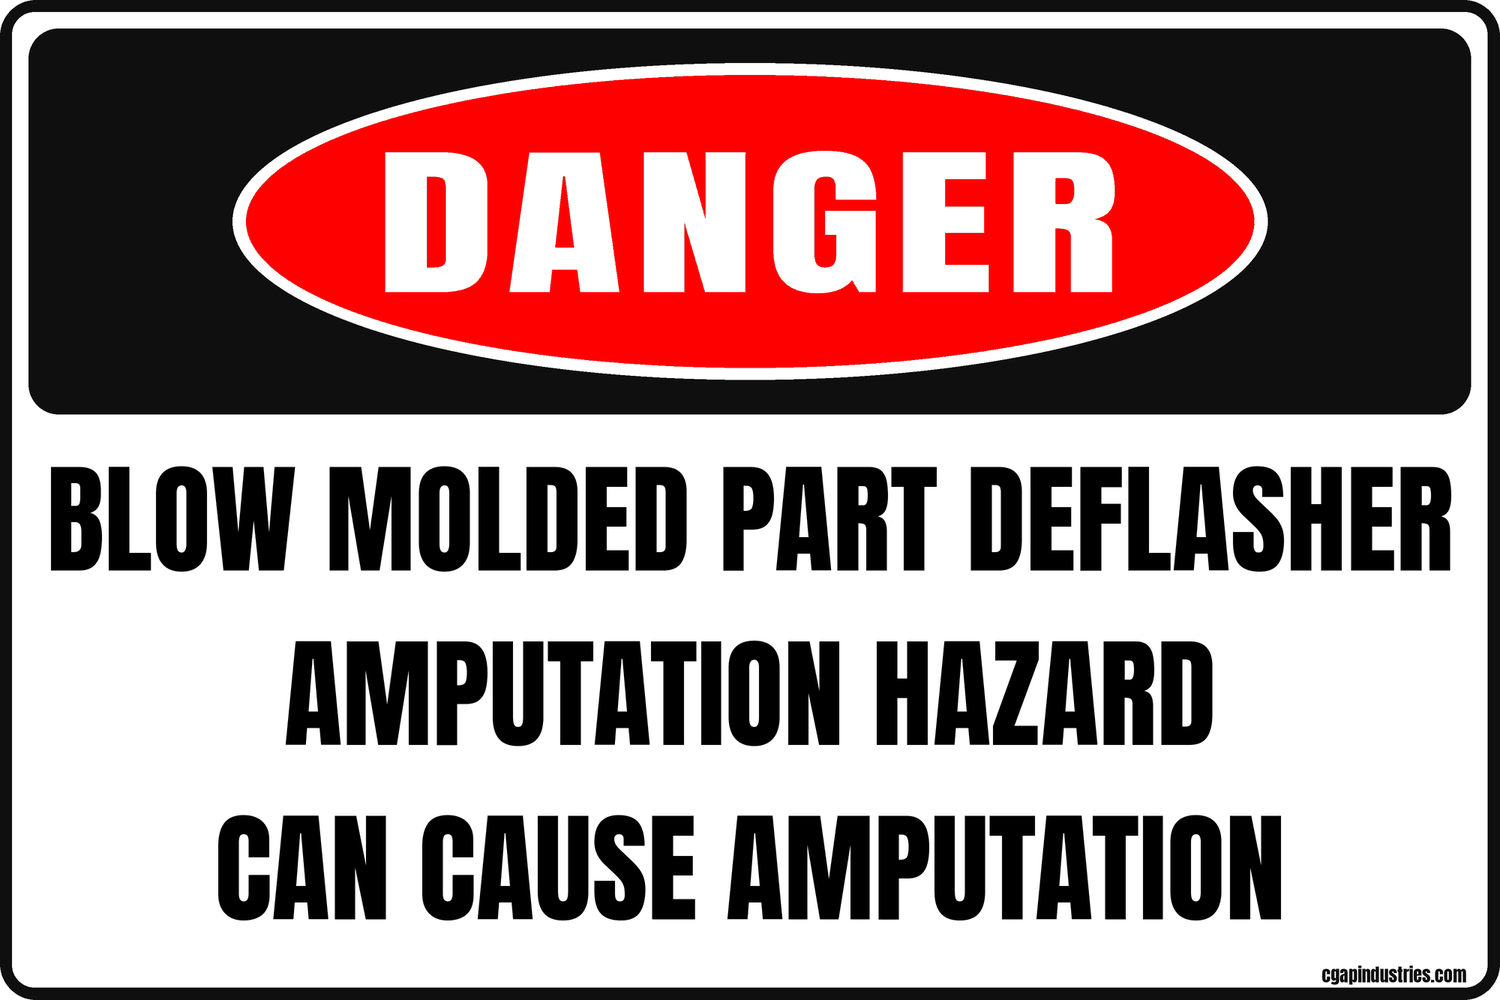 DANGER
BLOW MOLDED PART DEFLASHER
AMPUTATION HAZARD
CAN CAUSE AMPUTATION
cgapindustries.com